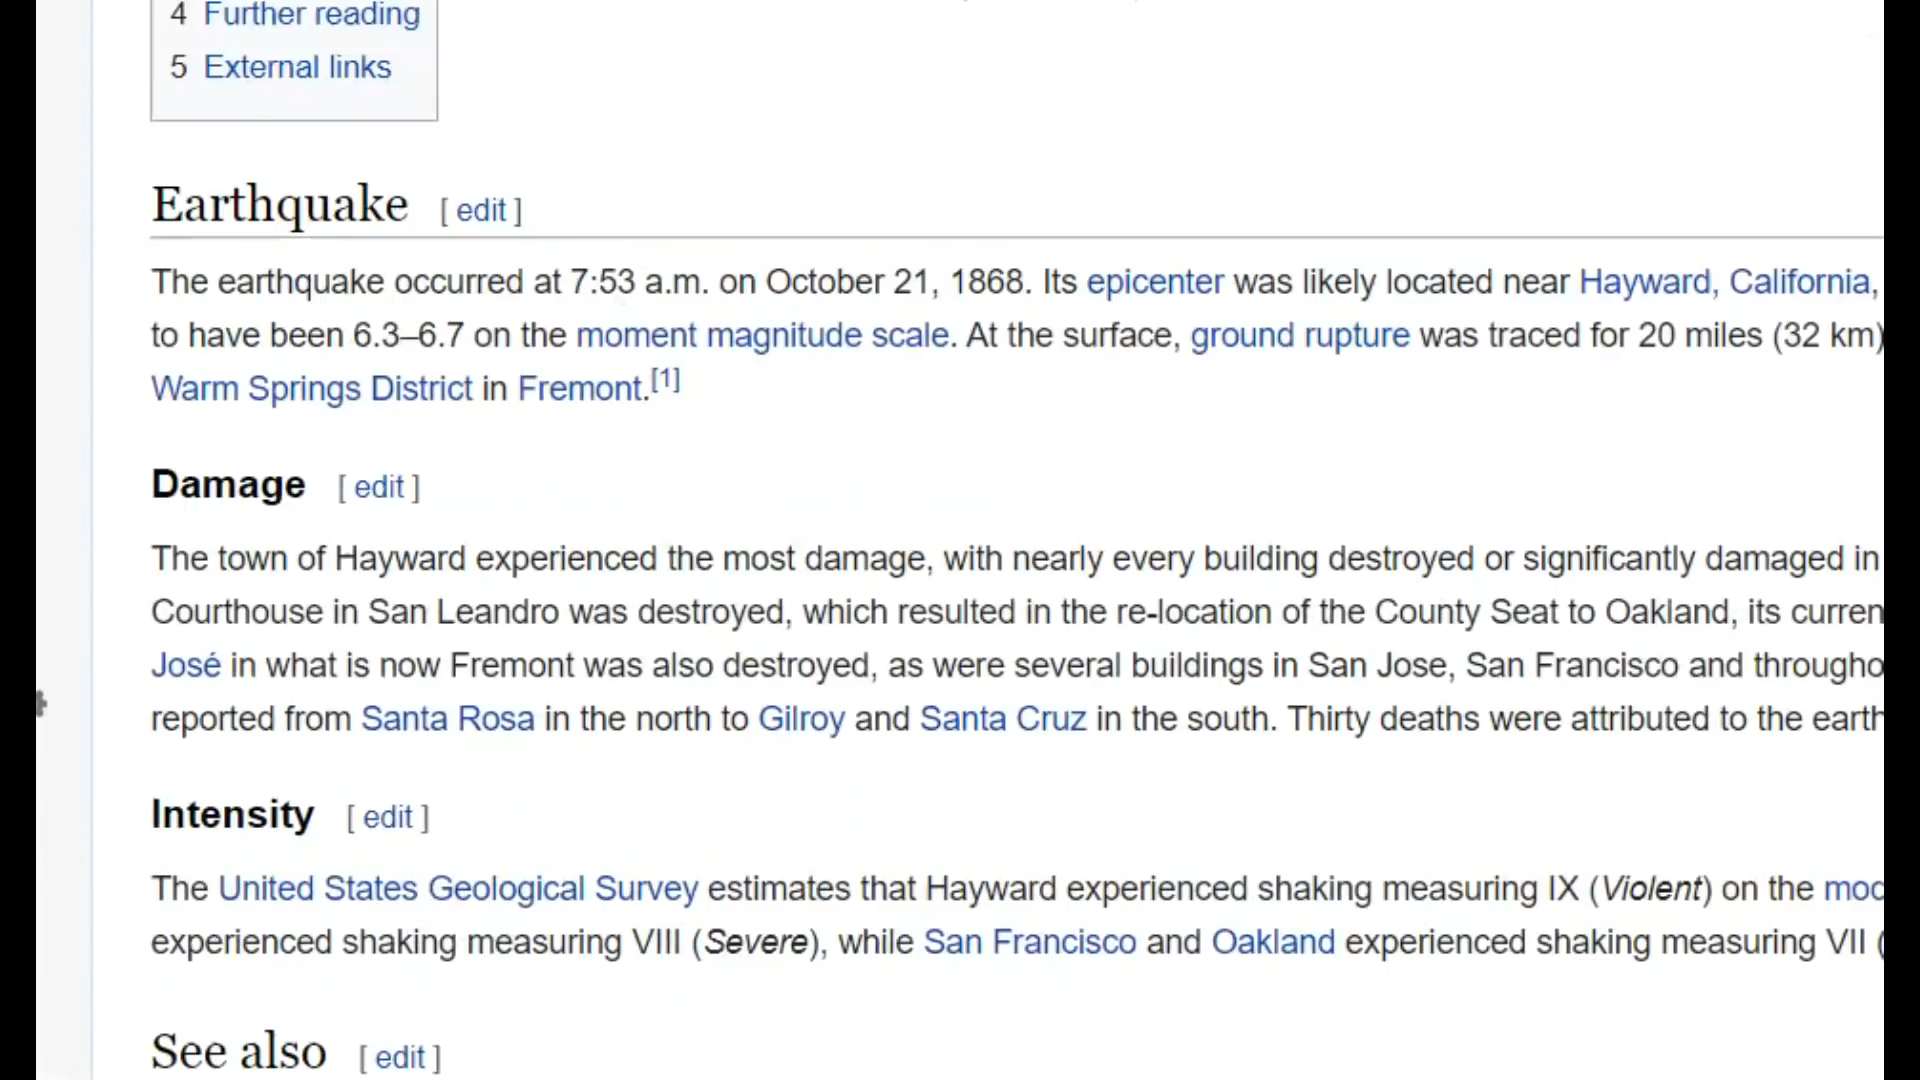 4 Further reading
5 External links
Earthquake [ edit ]
The earthquake occurred at 7:53 a.m. on October 21, 1868. Its epicenter was likely located near Hayward, California,
to have been 6.3–6.7 on the moment magnitude scale. At the surface, ground rupture was traced for 20 miles (32 km)
Warm Springs District in Fremont.[1]
Damage [ edit ]
The town of Hayward experienced the most damage, with nearly every building destroyed or significantly damaged in
Courthouse in San Leandro was destroyed, which resulted in the re-location of the County Seat to Oakland, its curren
José in what is now Fremont was also destroyed, as were several buildings in San Jose, San Francisco and througho
reported from Santa Rosa in the north to Gilroy and Santa Cruz in the south. Thirty deaths were attributed to the earth
Intensity [ edit ]
The United States Geological Survey estimates that Hayward experienced shaking measuring IX (Violent) on the mod
experienced shaking measuring VIII (Severe), while San Francisco and Oakland experienced shaking measuring VII (
See also [ edit ]